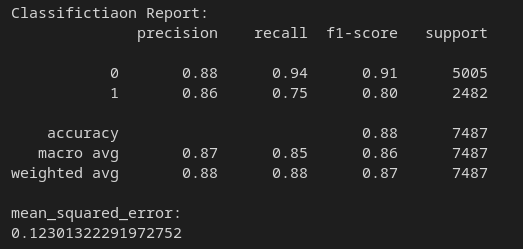 Classifictiaon Report:
precision recall f1-score support
0 0.88 0.94 0.91 5005
1 0.86 0.75 0.80 2482
accuracy 0.88 7487
macro avg 0.87 0.85 0.86 7487
weighted avg 0.88 0.88 0.87 7487
mean_squared_error:
0.12301322291972752